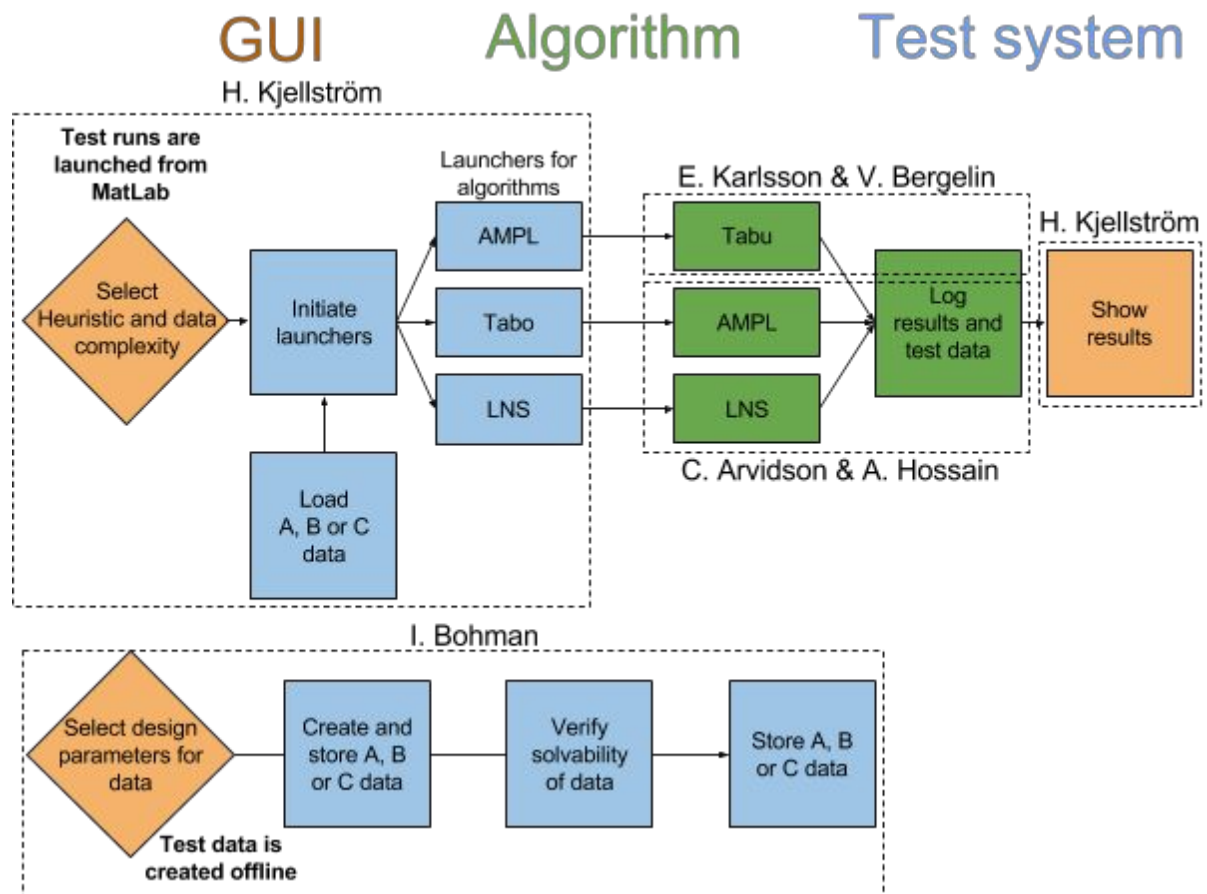 GUI
Algorithm
Test system
H. Kjellström
Test runs are
launched from
MatLab
Launchers for
algorithms
E. Karlsson & V. Bergelin
H. Kjellström
Select
Heuristic and data
complexity
Initiate
launchers
AMPL
Tabo
LNS
Tabu
AMPL
LNS
Log
results and
test data
Show
results
Load
A, B or C
data
C. Arvidson & A. Hossain
I. Bohman
Select design
parameters for
data
Create and
store A, B
or C data
Verify
solvability
of data
Store A, B
or C data
Test data is
created offline